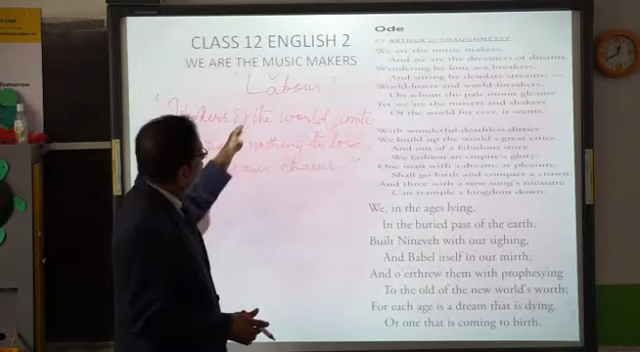 CLASS 12 ENGLISH 2
WE ARE THE MUSIC MAKERS
'Labour'
" Workers of the world, unite
nothing to lose
our chains "
Ode
BY ARTHUR O'SHAUGHNESSY
We are the music makers,
And we are the dreamers of dreams,
Wandering by lone sea-breakers,
And sitting by desolate streams; —
World-losers and world-forsakers,
On whom the pale moon gleams:
Yet we are the movers and shakers
Of the world for ever, it seems.
With wonderful deathless ditties
We build up the world's great cities,
And out of a fabulous story
We fashion an empire's glory:
One man with a dream, at pleasure,
Shall go forth and conquer a crown;
And three with a new song's measure
Can trample a kingdom down.
We, in the ages lying,
In the buried past of the earth,
Built Nineveh with our sighing,
And Babel itself in our mirth;
And o'erthrew them with prophesying
To the old of the new world's worth;
For each age is a dream that is dying,
Or one that is coming to birth.
Tomorrow